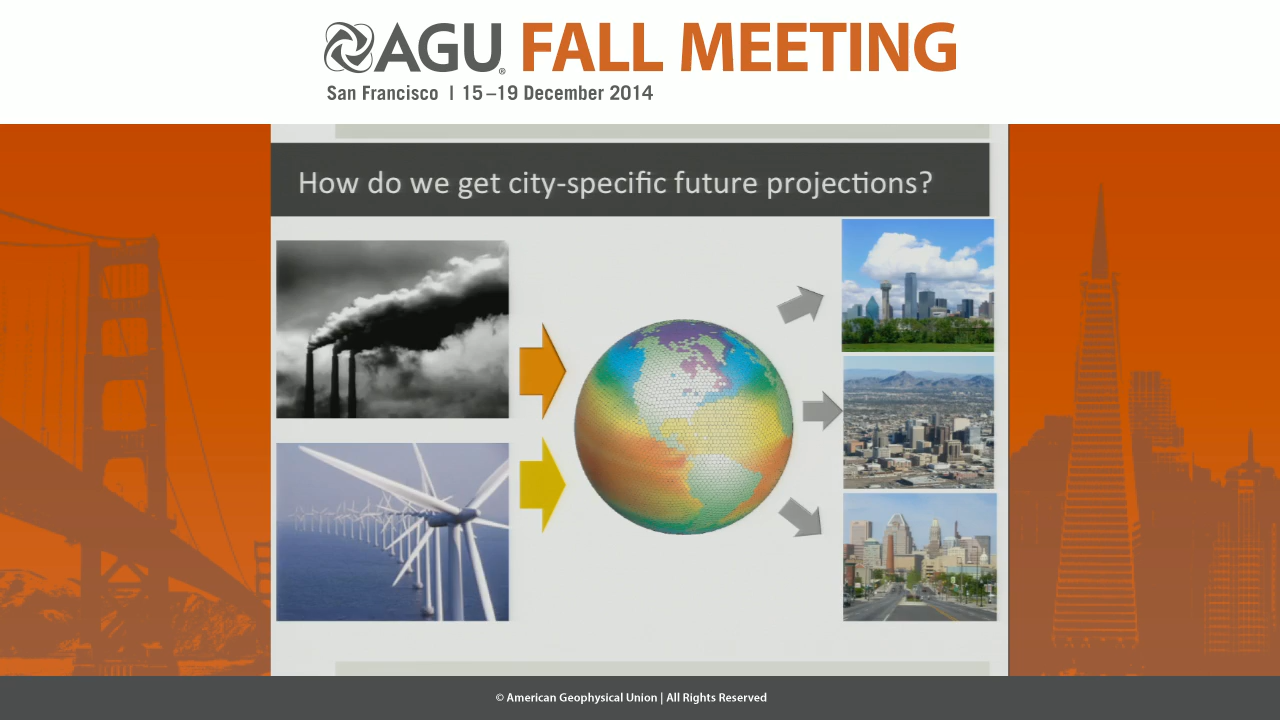 AGU® FALL MEETING
San Francisco | 15–19 December 2014
How do we get city-specific future projections?
© American Geophysical Union | All Rights Reserved